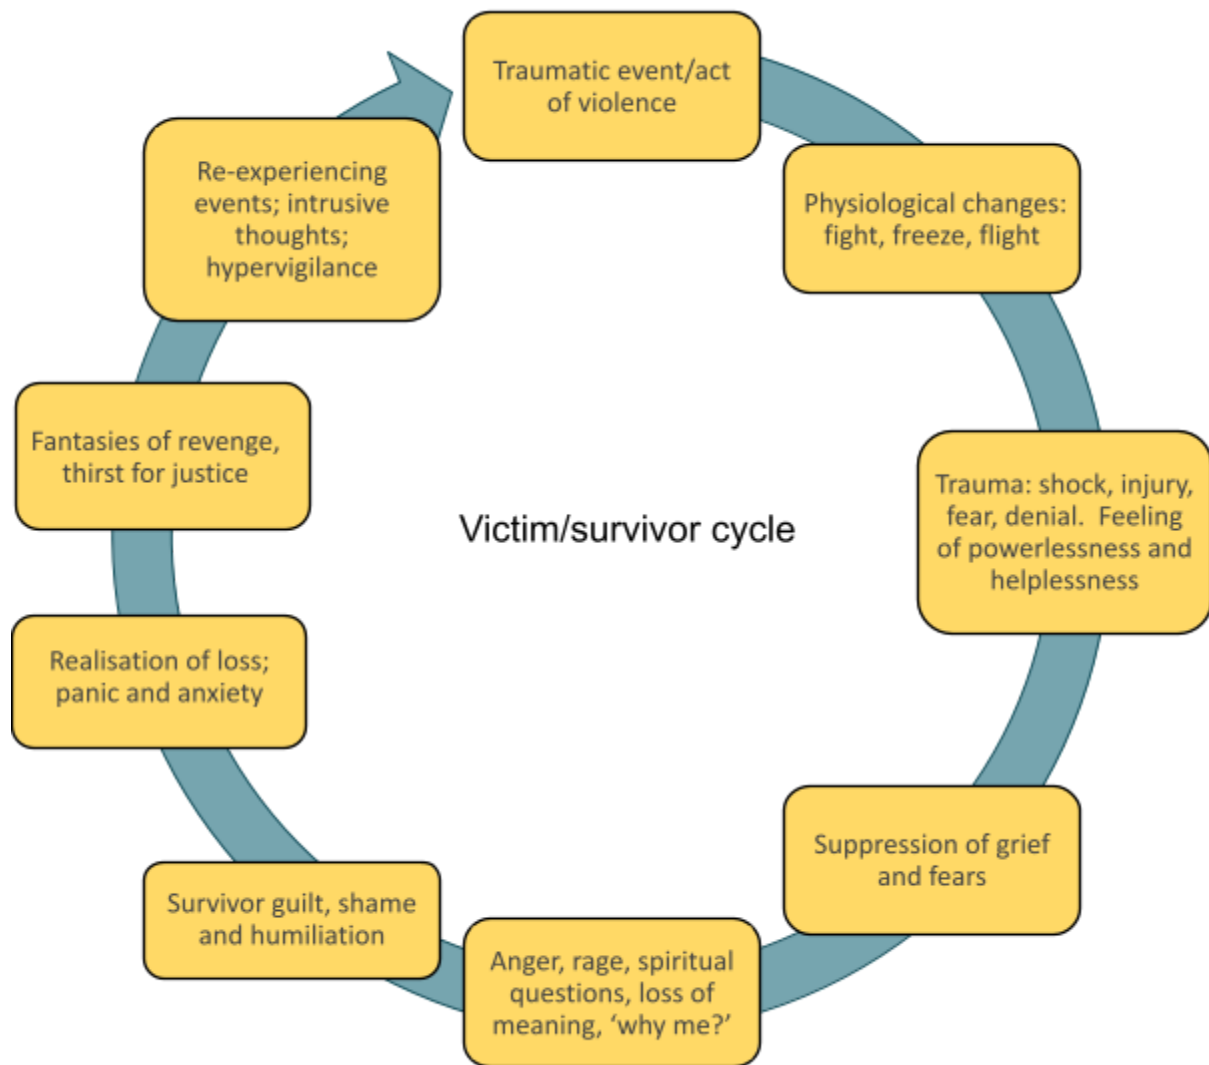 Traumatic event/act
of violence
Physiological changes:
fight, freeze, flight
Trauma: shock, injury,
fear, denial.  Feeling
of powerlessness and
helplessness
Suppression of grief
and fears
Anger, rage, spiritual
questions, loss of
meaning, ‘why me?’
Survivor guilt, shame
and humiliation
Realisation of loss;
panic and anxiety
Fantasies of revenge,
thirst for justice
Re-experiencing
events; intrusive
thoughts;
hypervigilance
Victim/survivor cycle